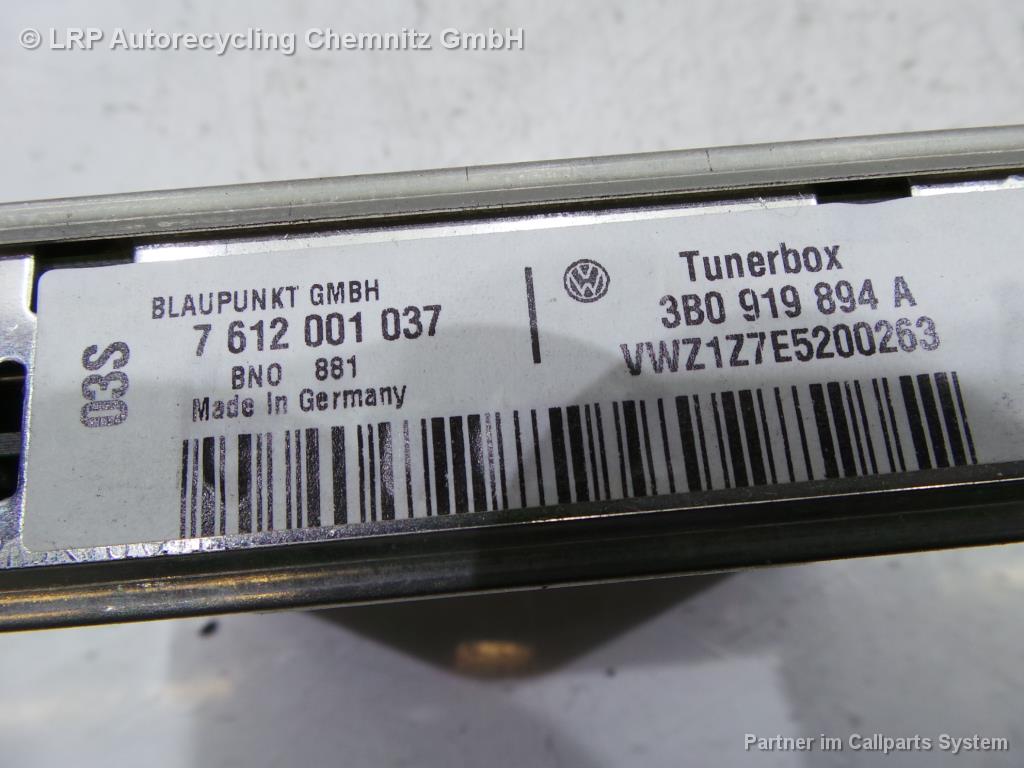 © LRP Autorecycling Chemnitz GmbH
BLAUPUNKT GMBH
7 612 001 037
BNO 881
Made in Germany
03S
VW
Tunerbox
3B0 919 894 A
VWZ1Z7E5200263
Partner im Callparts System